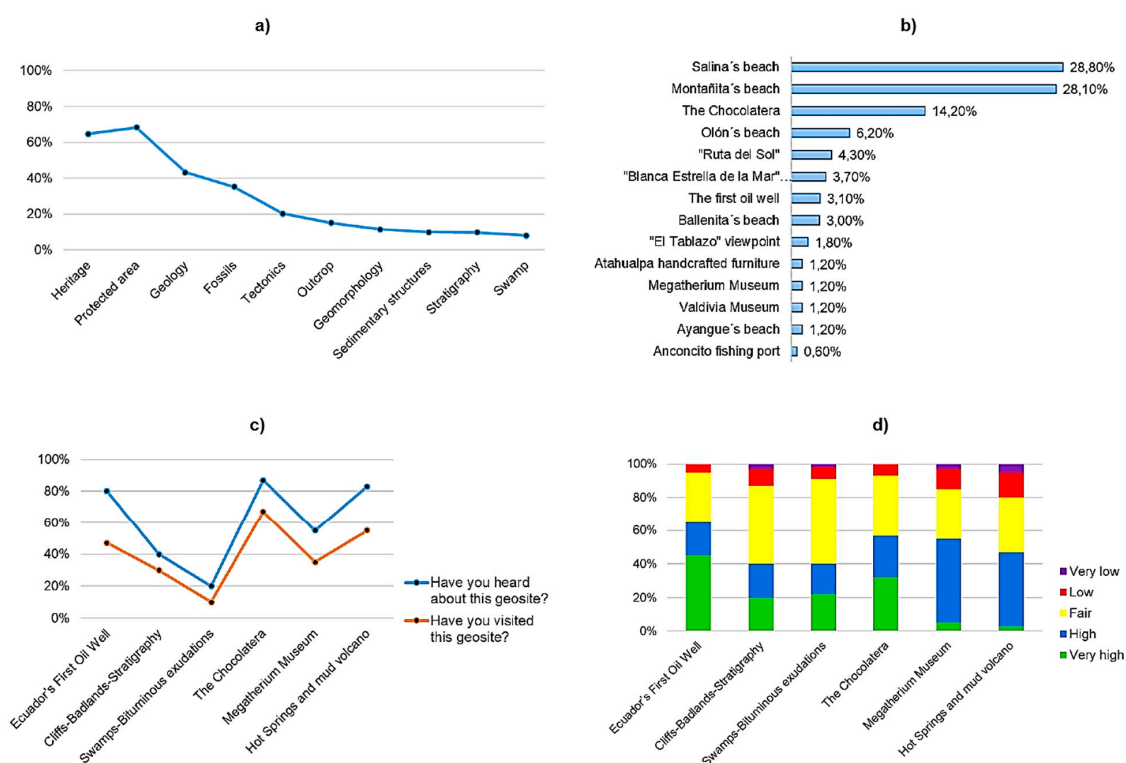 a)
100%
80%
60%
40%
20%
0%
Heritage
Protected area
Geology
Fossils
Tectonics
Outcrop
Geomorphology
Sedimentary structures
Stratigraphy
Swamp
b)
Salina´s beach 28,80%
Montañita´s beach 28,10%
The Chocolatera 14,20%
Olón´s beach 6,20%
"Ruta del Sol" 4,30%
"Blanca Estrella de la Mar"... 3,70%
The first oil well 3,10%
Ballenita´s beach 3,00%
"El Tablazo" viewpoint 1,80%
Atahualpa handcrafted furniture 1,20%
Megatherium Museum 1,20%
Valdivia Museum 1,20%
Ayangue´s beach 1,20%
Anconcito fishing port 0,60%
c)
100%
80%
60%
40%
20%
0%
Ecuador's First Oil Well
Cliffs-Badlands-Stratigraphy
Swamps-Bituminous exudations
The Chocolatera
Megatherium Museum
Hot Springs and mud volcano
Have you heard
about this geosite?
Have you visited
this geosite?
d)
100%
80%
60%
40%
20%
0%
Ecuador's First Oil Well
Cliffs-Badlands-Stratigraphy
Swamps-Bituminous exudations
The Chocolatera
Megatherium Museum
Hot Springs and mud volcano
Very low
Low
Fair
High
Very high